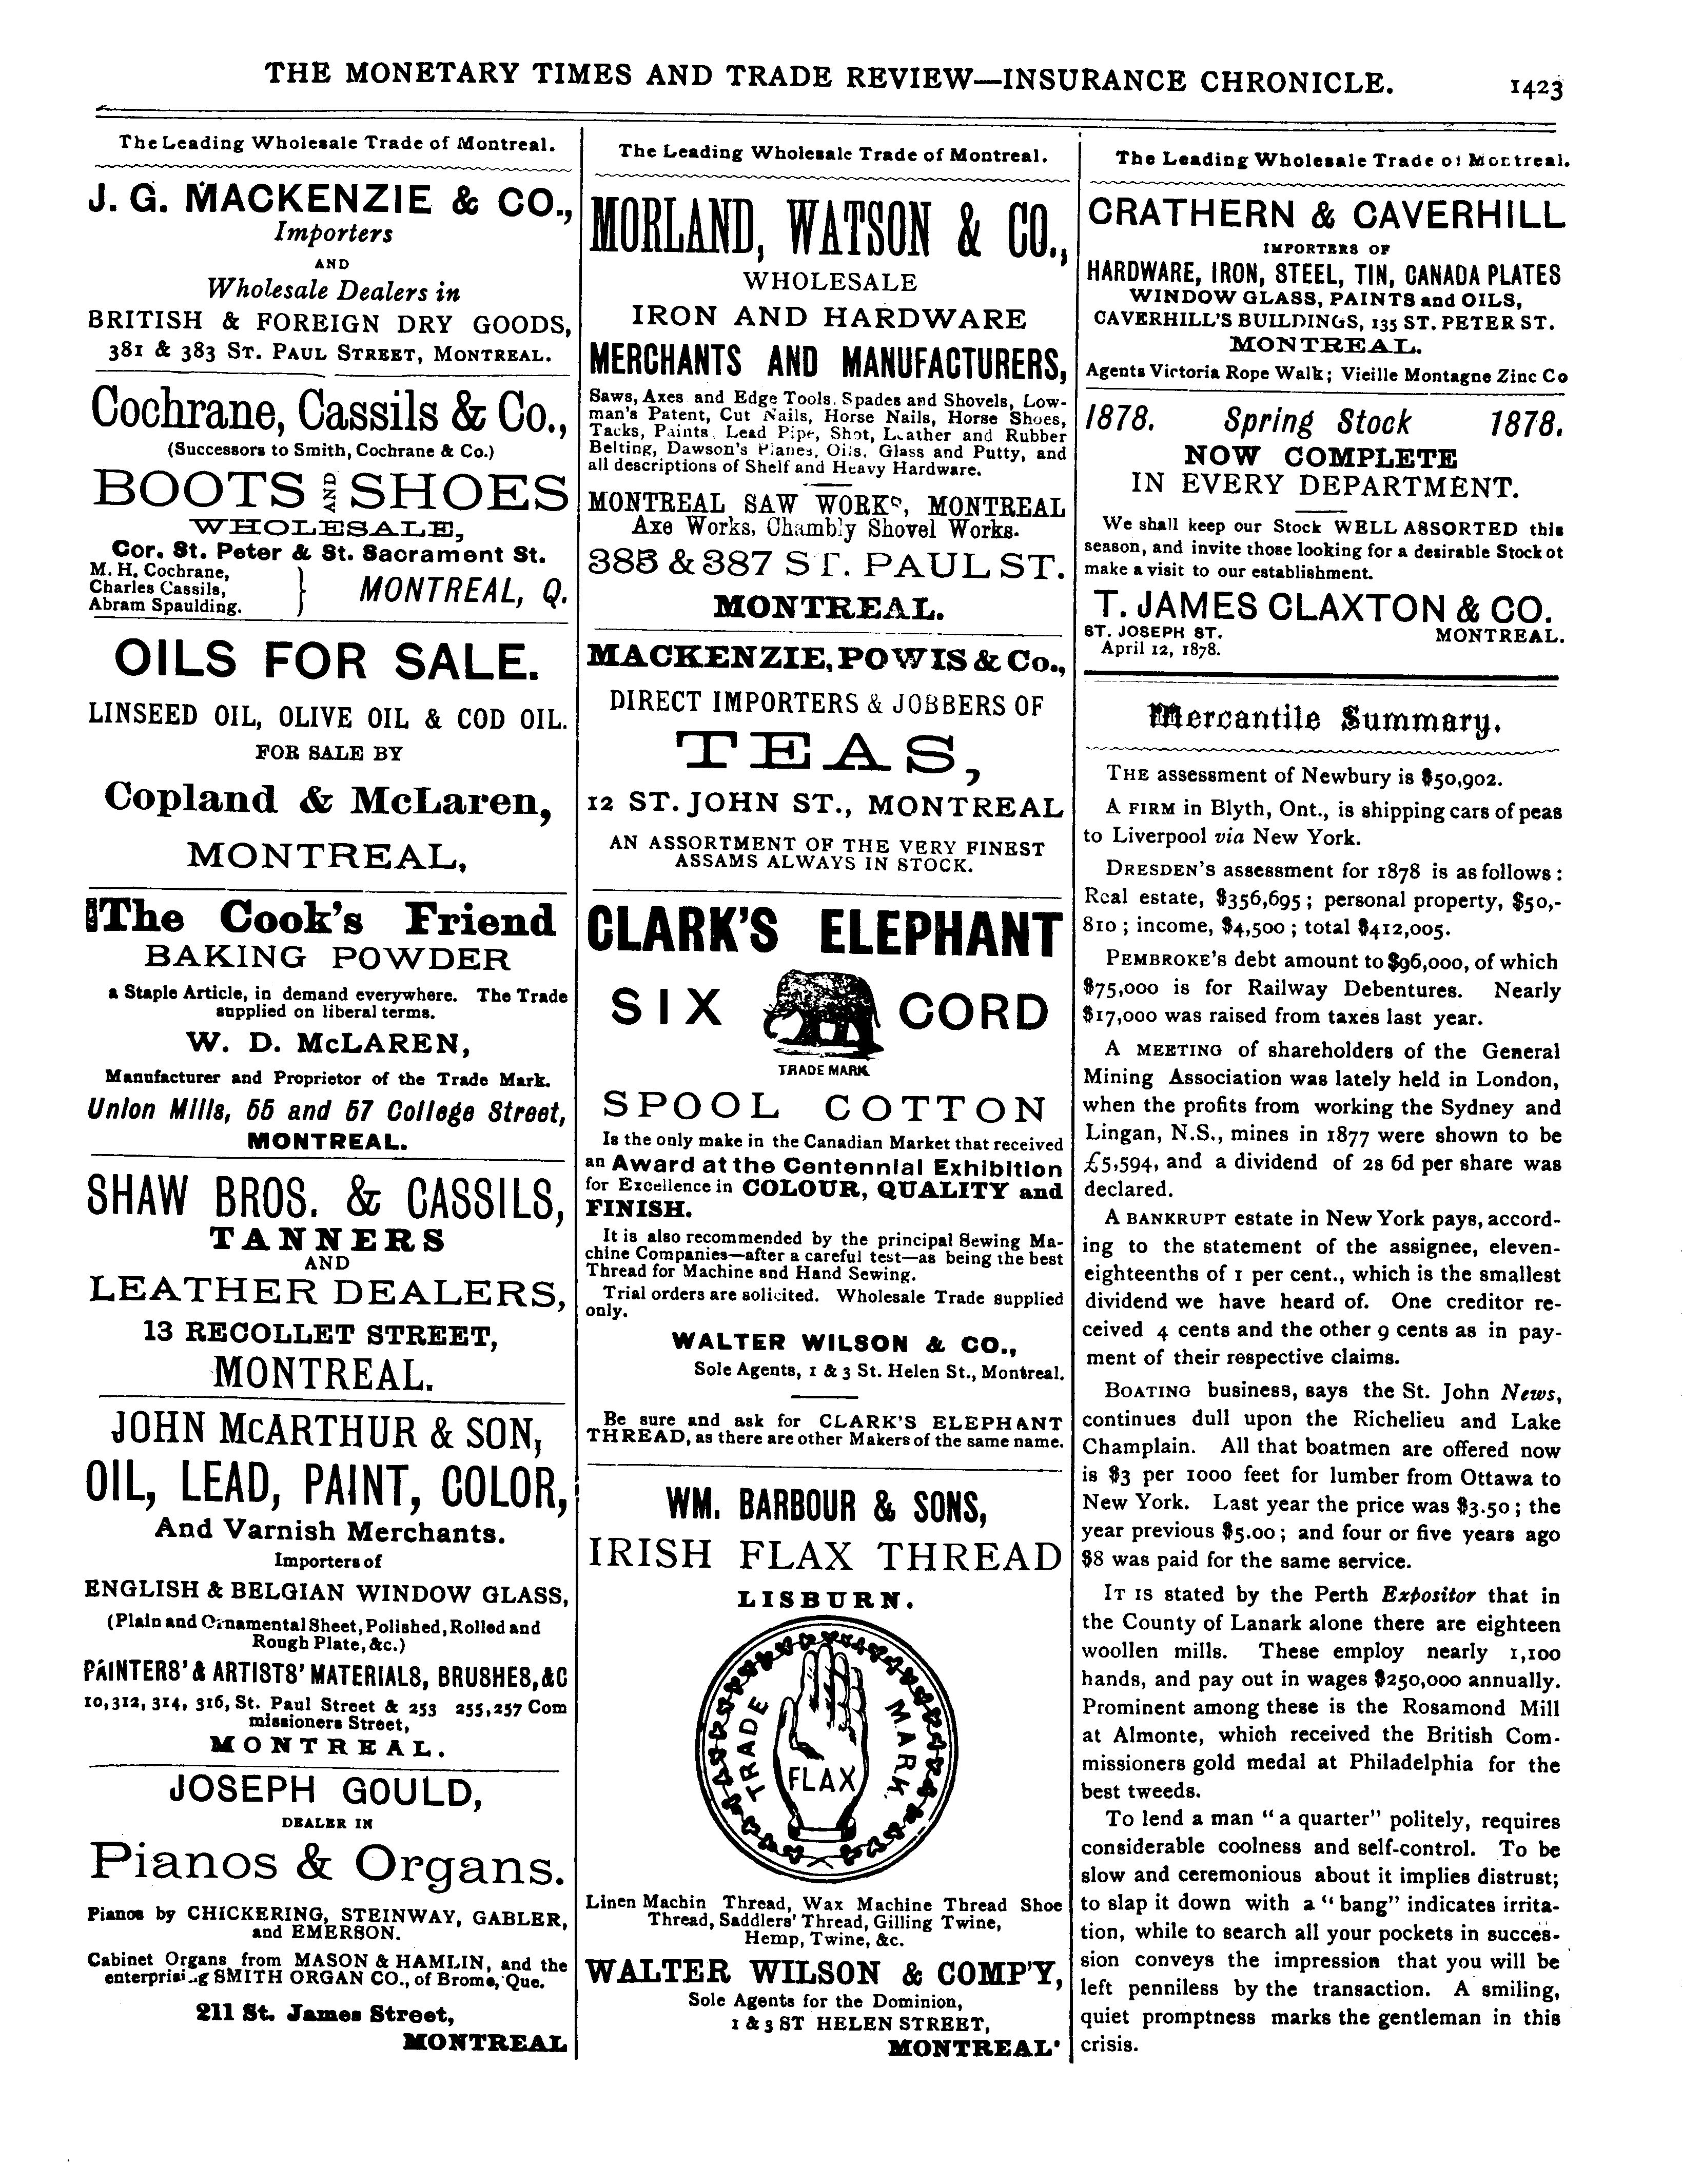 THE MONETARY TIMES AND TRADE REVIEW—INSURANCE CHRONICLE. 1423
The Leading Wholesale Trade of Montreal.
J. G. MACKENZIE & CO.,
Importers
AND
Wholesale Dealers in
BRITISH & FOREIGN DRY GOODS,
381 & 383 ST. PAUL STREET, MONTREAL.
Cochrane, Cassils & Co.,
(Successors to Smith, Cochrane & Co.)
BOOTS AND SHOES
WHOLESALE,
Cor. St. Peter & St. Sacrament St.
M. H. Cochrane,
Charles Cassils,
Abram Spaulding.
} MONTREAL, Q.
OILS FOR SALE.
LINSEED OIL, OLIVE OIL & COD OIL.
FOR SALE BY
Copland & McLaren,
MONTREAL,
The Cook's Friend
BAKING POWDER
a Staple Article, in demand everywhere. The Trade
supplied on liberal terms.
W. D. McLAREN,
Manufacturer and Proprietor of the Trade Mark.
Union Mills, 55 and 57 College Street,
MONTREAL.
SHAW BROS. & CASSILS,
TANNERS
AND
LEATHER DEALERS,
13 RECOLLET STREET,
MONTREAL.
JOHN McARTHUR & SON,
OIL, LEAD, PAINT, COLOR,
And Varnish Merchants.
Importers of
ENGLISH & BELGIAN WINDOW GLASS,
(Plain and Ornamental Sheet, Polished, Rolled and
Rough Plate, &c.)
PAINTERS' & ARTISTS' MATERIALS, BRUSHES, &C
10, 312, 314, 316, St. Paul Street & 253 255, 257 Com
missioners Street,
MONTREAL.
JOSEPH GOULD,
DEALER IN
Pianos & Organs.
Pianos by CHICKERING, STEINWAY, GABLER,
and EMERSON.
Cabinet Organs from MASON & HAMLIN, and the
enterprising SMITH ORGAN CO., of Brome, Que.
211 St. James Street,
MONTREAL
The Leading Wholesale Trade of Montreal.
MORLAND, WATSON & CO.,
WHOLESALE
IRON AND HARDWARE
MERCHANTS AND MANUFACTURERS,
Saws, Axes and Edge Tools, Spades and Shovels, Low-
man's Patent, Cut Nails, Horse Nails, Horse Shoes,
Tacks, Paints, Lead Pipe, Shot, Leather and Rubber
Belting, Dawson's Planes, Oils, Glass and Putty, and
all descriptions of Shelf and Heavy Hardware.
MONTREAL SAW WORKS, MONTREAL
Axe Works, Chambly Shovel Works.
385 & 387 ST. PAUL ST.
MONTREAL.
MACKENZIE, POWIS & Co.,
DIRECT IMPORTERS & JOBBERS OF
TEAS,
12 ST. JOHN ST., MONTREAL
AN ASSORTMENT OF THE VERY FINEST
ASSAMS ALWAYS IN STOCK.
CLARK'S ELEPHANT
SIX CORD
TRADE MARK
SPOOL COTTON
Is the only make in the Canadian Market that received
an Award at the Centennial Exhibition
for Excellence in COLOUR, QUALITY and
FINISH.
It is also recommended by the principal Sewing Ma-
chine Companies—after a careful test—as being the best
Thread for Machine snd Hand Sewing.
Trial orders are solicited. Wholesale Trade supplied
only.
WALTER WILSON & CO.,
Sole Agents, 1 & 3 St. Helen St., Montreal.
Be sure and ask for CLARK'S ELEPHANT
THREAD, as there are other Makers of the same name.
WM. BARBOUR & SONS,
IRISH FLAX THREAD
LISBURN.
TRADE MARK.
FLAX
Linen Machin Thread, Wax Machine Thread Shoe
Thread, Saddlers' Thread, Gilling Twine,
Hemp, Twine, &c.
WALTER WILSON & COMP'Y,
Sole Agents for the Dominion,
1 & 3 ST HELEN STREET,
MONTREAL'
The Leading Wholesale Trade of Montreal.
CRATHERN & CAVERHILL
IMPORTERS OF
HARDWARE, IRON, STEEL, TIN, CANADA PLATES
WINDOW GLASS, PAINTS and OILS,
CAVERHILL'S BUILDINGS, 135 ST. PETER ST.
MONTREAL.
Agents Victoria Rope Walk; Vieille Montagne Zinc Co
1878. Spring Stock 1878.
NOW COMPLETE
IN EVERY DEPARTMENT.
We shall keep our Stock WELL ASSORTED this
season, and invite those looking for a desirable Stock ot
make a visit to our establishment.
T. JAMES CLAXTON & CO.
ST. JOSEPH ST. MONTREAL.
April 12, 1878.
Mercantile Summary.
THE assessment of Newbury is $50,902.
A FIRM in Blyth, Ont., is shipping cars of peas
to Liverpool via New York.
DRESDEN'S assessment for 1878 is as follows:
Real estate, $356,695; personal property, $50,-
810; income, $4,500; total $412,005.
PEMBROKE'S debt amount to $96,000, of which
$75,000 is for Railway Debentures. Nearly
$17,000 was raised from taxes last year.
A MEETING of shareholders of the General
Mining Association was lately held in London,
when the profits from working the Sydney and
Lingan, N.S., mines in 1877 were shown to be
£5,594, and a dividend of 2s 6d per share was
declared.
A BANKRUPT estate in New York pays, accord-
ing to the statement of the assignee, eleven-
eighteenths of 1 per cent., which is the smallest
dividend we have heard of. One creditor re-
ceived 4 cents and the other 9 cents as in pay-
ment of their respective claims.
BOATING business, says the St. John News,
continues dull upon the Richelieu and Lake
Champlain. All that boatmen are offered now
is $3 per 1000 feet for lumber from Ottawa to
New York. Last year the price was $3.50; the
year previous $5.00; and four or five years ago
$8 was paid for the same service.
IT IS stated by the Perth Expositor that in
the County of Lanark alone there are eighteen
woollen mills. These employ nearly 1,100
hands, and pay out in wages $250,000 annually.
Prominent among these is the Rosamond Mill
at Almonte, which received the British Com-
missioners gold medal at Philadelphia for the
best tweeds.
To lend a man "a quarter" politely, requires
considerable coolness and self-control. To be
slow and ceremonious about it implies distrust;
to slap it down with a "bang" indicates irrita-
tion, while to search all your pockets in succes-
sion conveys the impression that you will be
left penniless by the transaction. A smiling,
quiet promptness marks the gentleman in this
crisis.